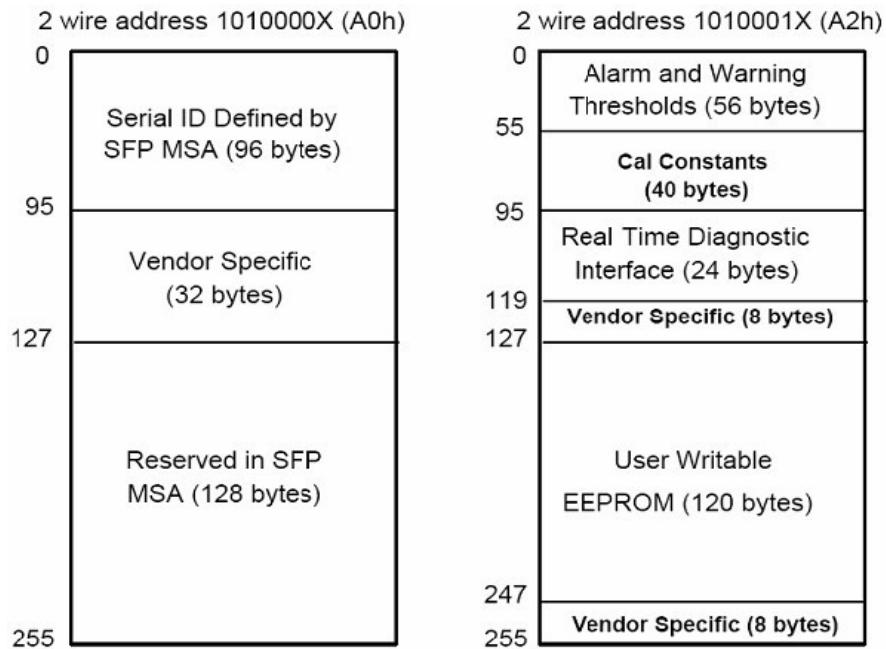 2 wire address 1010000X (A0h)
0
Serial ID Defined by
SFP MSA (96 bytes)
95
Vendor Specific
(32 bytes)
127
Reserved in SFP
MSA (128 bytes)
255
2 wire address 1010001X (A2h)
0
Alarm and Warning
Thresholds (56 bytes)
55
Cal Constants
(40 bytes)
95
Real Time Diagnostic
Interface (24 bytes)
119
Vendor Specific (8 bytes)
127
User Writable
EEPROM (120 bytes)
247
Vendor Specific (8 bytes)
255